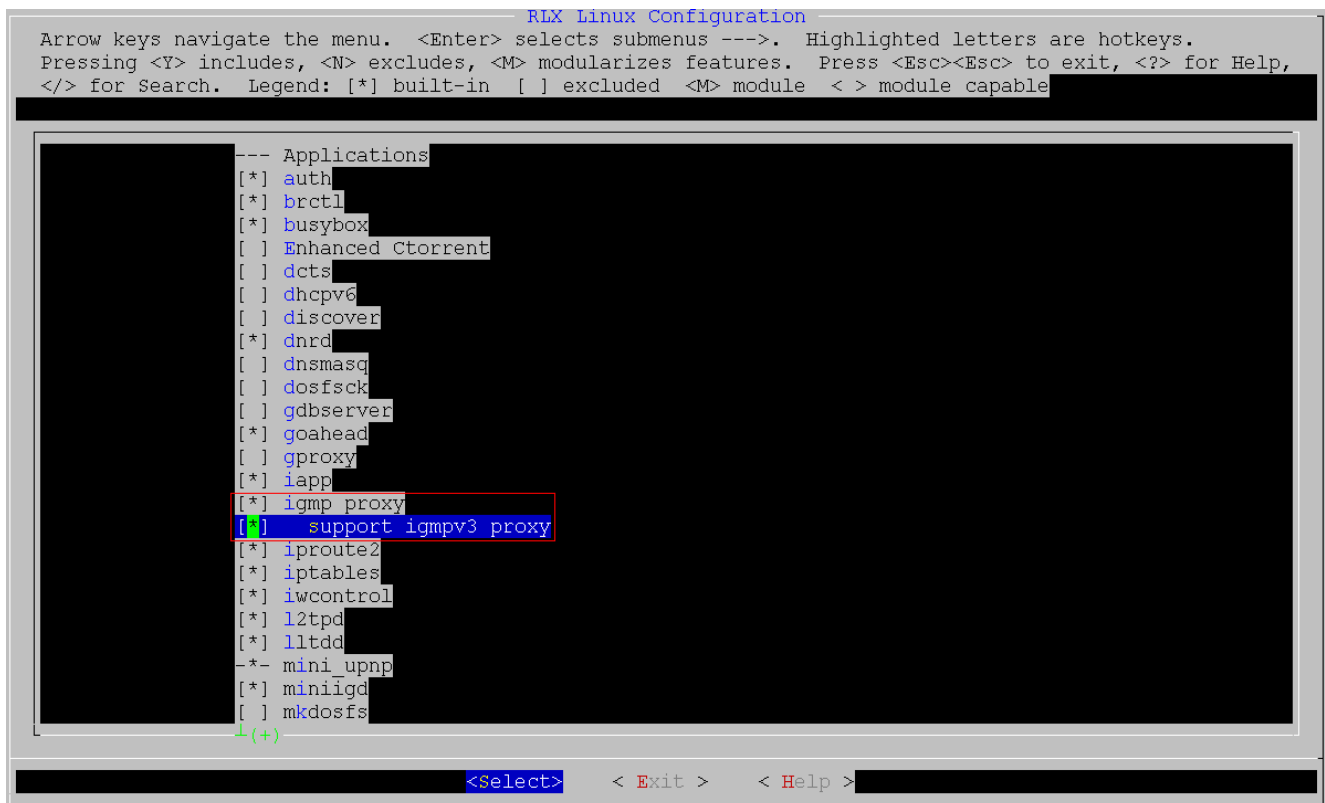 RLX Linux Configuration
Arrow keys navigate the menu.  <Enter> selects submenus --->.  Highlighted letters are hotkeys.
Pressing <Y> includes, <N> excludes, <M> modularizes features.  Press <Esc><Esc> to exit, <?> for Help,
</> for Search.  Legend: [*] built-in  [ ] excluded  <M> module  < > module capable
--- Applications
[*] auth
[*] brctl
[*] busybox
[ ] Enhanced Ctorrent
[ ] dcts
[ ] dhcpv6
[ ] discover
[*] dnrd
[ ] dnsmasq
[ ] dosfsck
[ ] gdbserver
[*] goahead
[ ] gproxy
[*] iapp
[*] igmp proxy
[*]   support igmpv3 proxy
[*] iproute2
[*] iptables
[*] iwcontrol
[*] l2tpd
[*] lltdd
-*- mini_upnp
[*] miniigd
[ ] mkdosfs
┴(+)
<Select>    < Exit >    < Help >